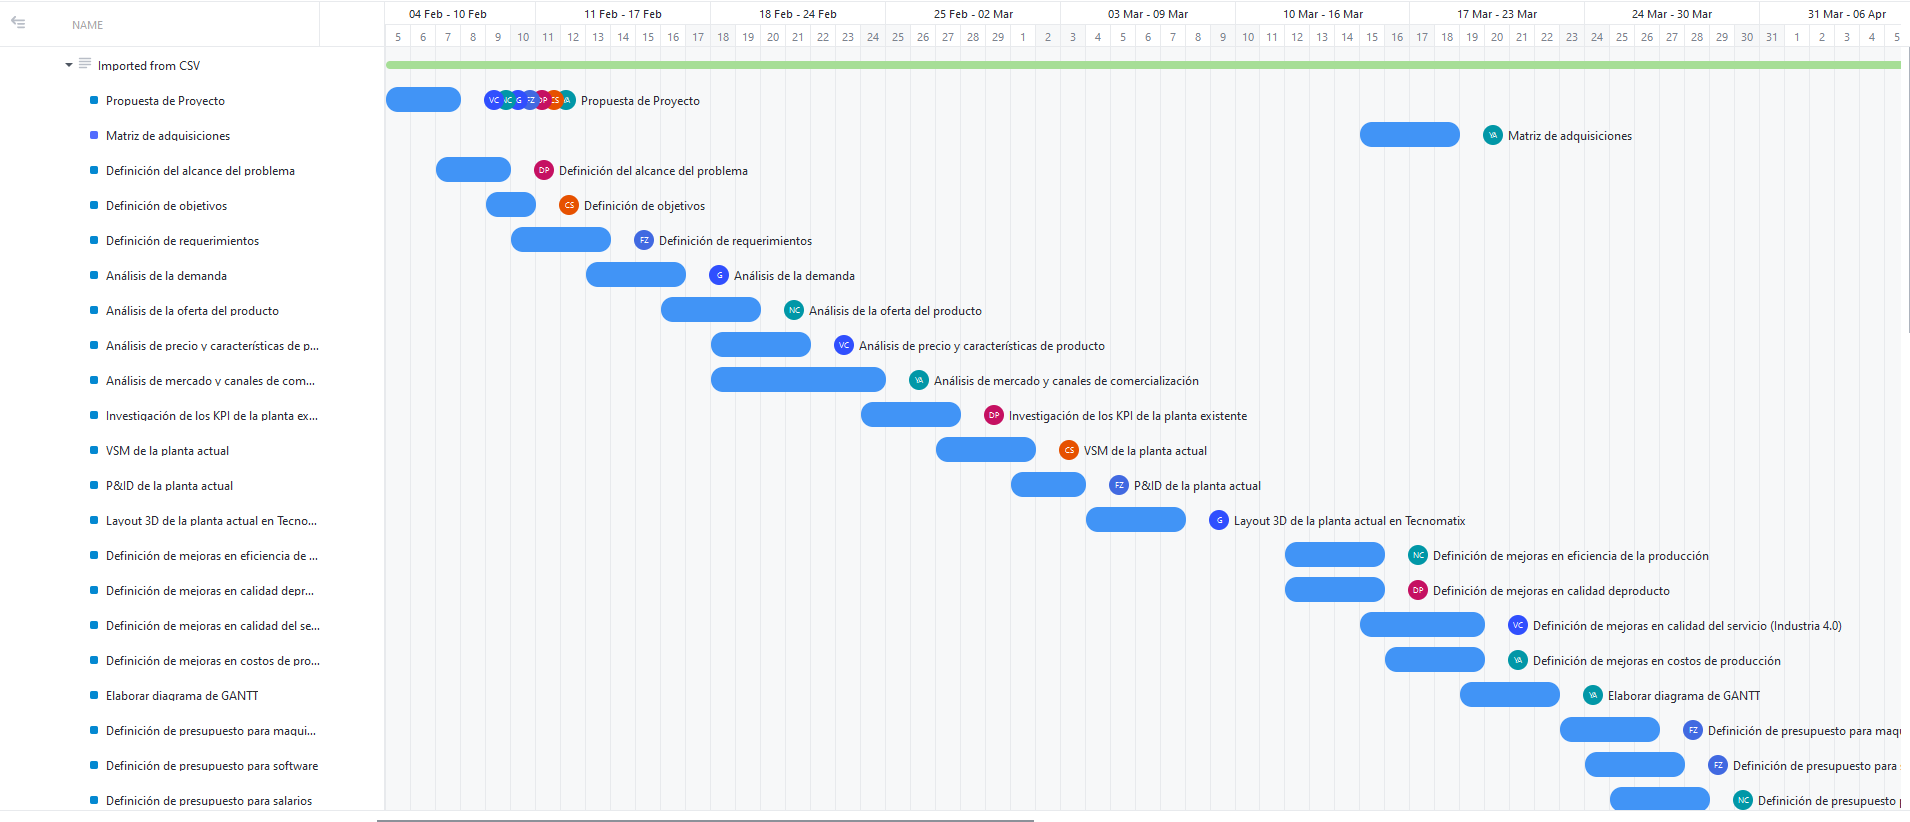 NAME
04 Feb - 10 Feb 11 Feb - 17 Feb 18 Feb - 24 Feb 25 Feb - 02 Mar 03 Mar - 09 Mar 10 Mar - 16 Mar 17 Mar - 23 Mar 24 Mar - 30 Mar 31 Mar - 06 Apr
5 6 7 8 9 10 11 12 13 14 15 16 17 18 19 20 21 22 23 24 25 26 27 28 29 1 2 3 4 5 6 7 8 9 10 11 12 13 14 15 16 17 18 19 20 21 22 23 24 25 26 27 28 29 30 31 1 2 3 4 5
Imported from CSV
Propuesta de Proyecto VC NC G FZ DP CS YA Propuesta de Proyecto
Matriz de adquisiciones YA Matriz de adquisiciones
Definición del alcance del problema DP Definición del alcance del problema
Definición de objetivos CS Definición de objetivos
Definición de requerimientos FZ Definición de requerimientos
Análisis de la demanda G Análisis de la demanda
Análisis de la oferta del producto NC Análisis de la oferta del producto
Análisis de precio y características de p... VC Análisis de precio y características de producto
Análisis de mercado y canales de com... YA Análisis de mercado y canales de comercialización
Investigación de los KPI de la planta ex... DP Investigación de los KPI de la planta existente
VSM de la planta actual CS VSM de la planta actual
P&ID de la planta actual FZ P&ID de la planta actual
Layout 3D de la planta actual en Tecno... G Layout 3D de la planta actual en Tecnomatix
Definición de mejoras en eficiencia de ... NC Definición de mejoras en eficiencia de la producción
Definición de mejoras en calidad depr... DP Definición de mejoras en calidad deproducto
Definición de mejoras en calidad del se... VC Definición de mejoras en calidad del servicio (Industria 4.0)
Definición de mejoras en costos de pro... YA Definición de mejoras en costos de producción
Elaborar diagrama de GANTT YA Elaborar diagrama de GANTT
Definición de presupuesto para maqui... FZ Definición de presupuesto para maqu
Definición de presupuesto para software FZ Definición de presupuesto para
Definición de presupuesto para salarios NC Definición de presupuesto